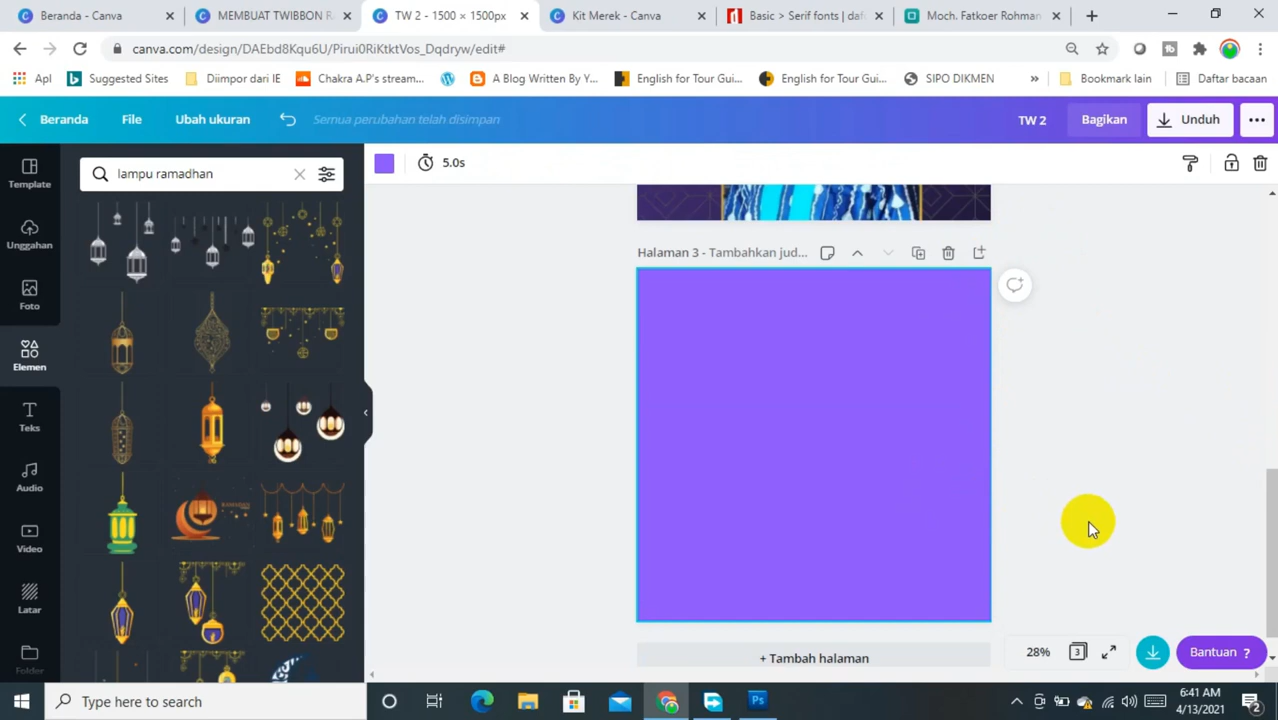 Beranda - Canva
MEMBUAT TWIBBON R
TW 2 - 1500 × 1500px
Kit Merek - Canva
Basic > Serif fonts | daf
Moch. Fatkoer Rohman
canva.com/design/DAEbd8Kqu6U/Pirui0RiKtktVos_Dqdryw/edit#
Apl
Suggested Sites
Diimpor dari IE
Chakra A.P's stream...
A Blog Written By Y...
English for Tour Gui...
English for Tour Gui...
SIPO DIKMEN
»
Bookmark lain
Daftar bacaan
Beranda
File
Ubah ukuran
Semua perubahan telah disimpan
TW 2
Bagikan
Unduh
Template
Unggahan
Foto
Elemen
Teks
Audio
Video
Latar
Folder
lampu ramadhan
5.0s
Halaman 3 - Tambahkan jud...
+ Tambah halaman
28%
3
Bantuan ?
Type here to search
Ps
6:41 AM
4/13/2021
2